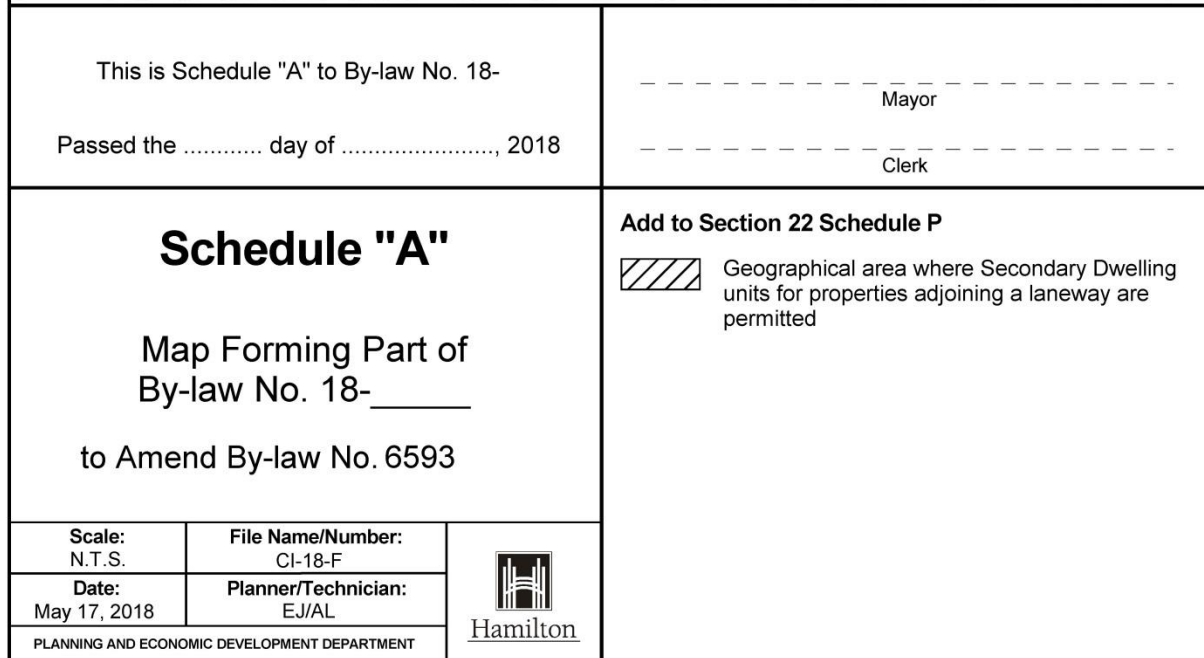 This is Schedule "A" to By-law No. 18-
Passed the ............ day of ......................., 2018
Mayor
Clerk
Schedule "A"
Map Forming Part of
By-law No. 18-_____
to Amend By-law No. 6593
Add to Section 22 Schedule P
Geographical area where Secondary Dwelling
units for properties adjoining a laneway are
permitted
Scale:
N.T.S.
File Name/Number:
CI-18-F
Date:
May 17, 2018
Planner/Technician:
EJ/AL
PLANNING AND ECONOMIC DEVELOPMENT DEPARTMENT
Hamilton